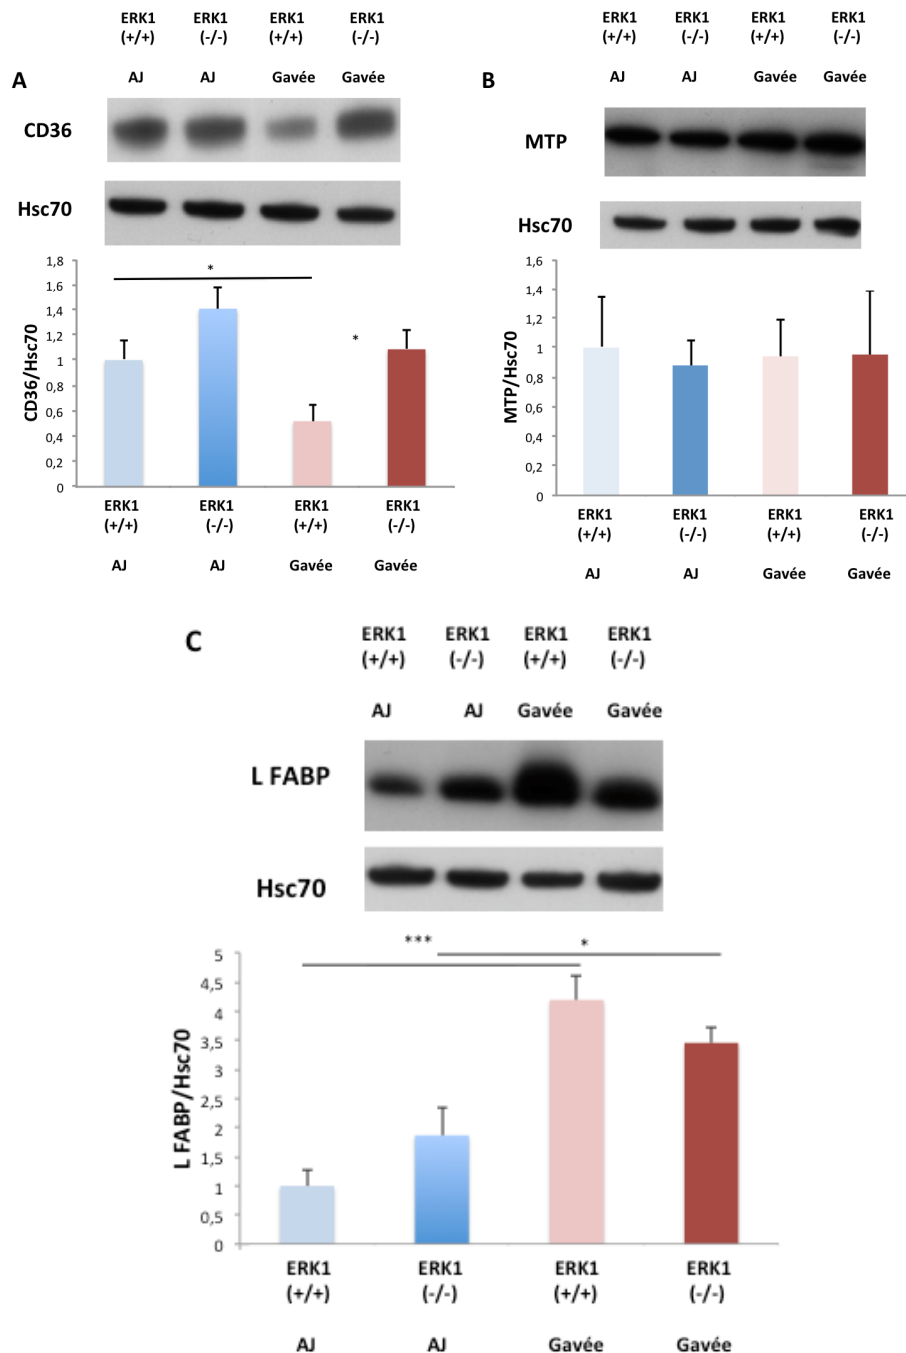 ERK1 ERK1 ERK1 ERK1
(+/+) (-/-) (+/+) (-/-)
AJ AJ Gavée Gavée
A
CD36
Hsc70
*
CD36/Hsc70
1,8
1,6
1,4
1,2
1
0,8
0,6
0,4
0,2
0
*
ERK1 ERK1 ERK1 ERK1
(+/+) (-/-) (+/+) (-/-)
AJ AJ Gavée Gavée
ERK1 ERK1 ERK1 ERK1
(+/+) (-/-) (+/+) (-/-)
AJ AJ Gavée Gavée
B
MTP
Hsc70
MTP/Hsc70
1,6
1,4
1,2
1
0,8
0,6
0,4
0,2
0
ERK1 ERK1 ERK1 ERK1
(+/+) (-/-) (+/+) (-/-)
AJ AJ Gavée Gavée
C
ERK1 ERK1 ERK1 ERK1
(+/+) (-/-) (+/+) (-/-)
AJ AJ Gavée Gavée
L FABP
Hsc70
*** *
L FABP/Hsc70
5
4,5
4
3,5
3
2,5
2
1,5
1
0,5
0
ERK1 ERK1 ERK1 ERK1
(+/+) (-/-) (+/+) (-/-)
AJ AJ Gavée Gavée